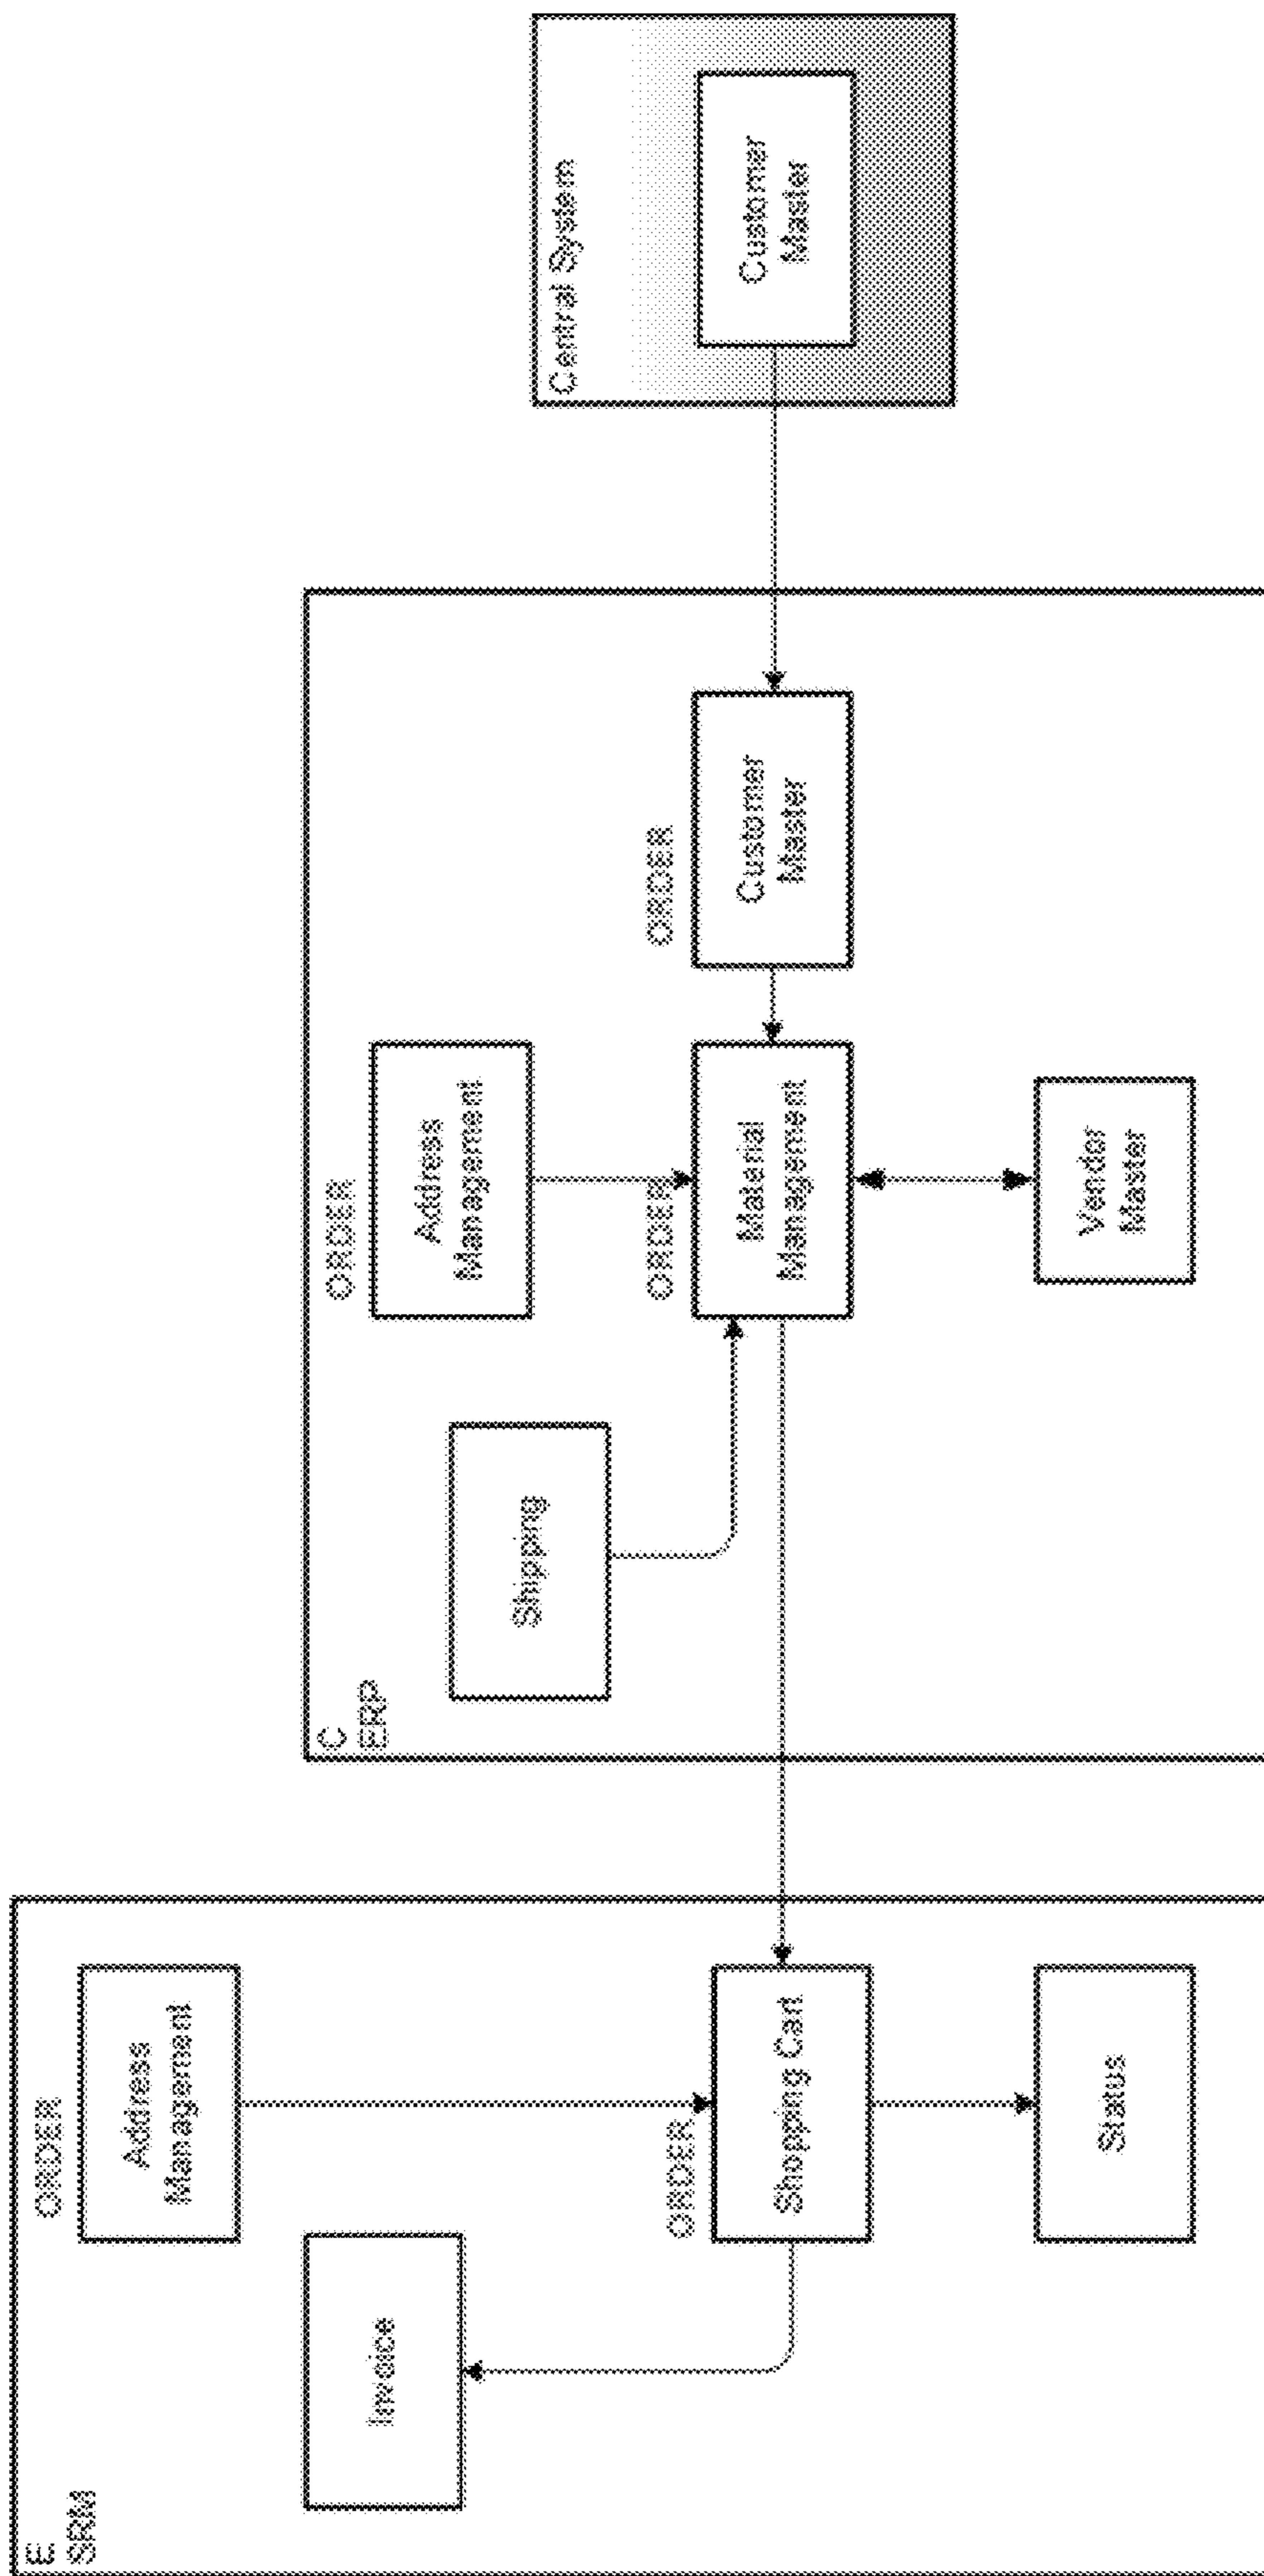 E
SRM
ORDER
Address
Management
Invoice
ORDER
Shopping Cart
Status
C
ERP
ORDER
Address
Management
Shipping
ORDER
Material
Management
ORDER
Customer
Master
Vendor
Master
Central System
Customer
Master